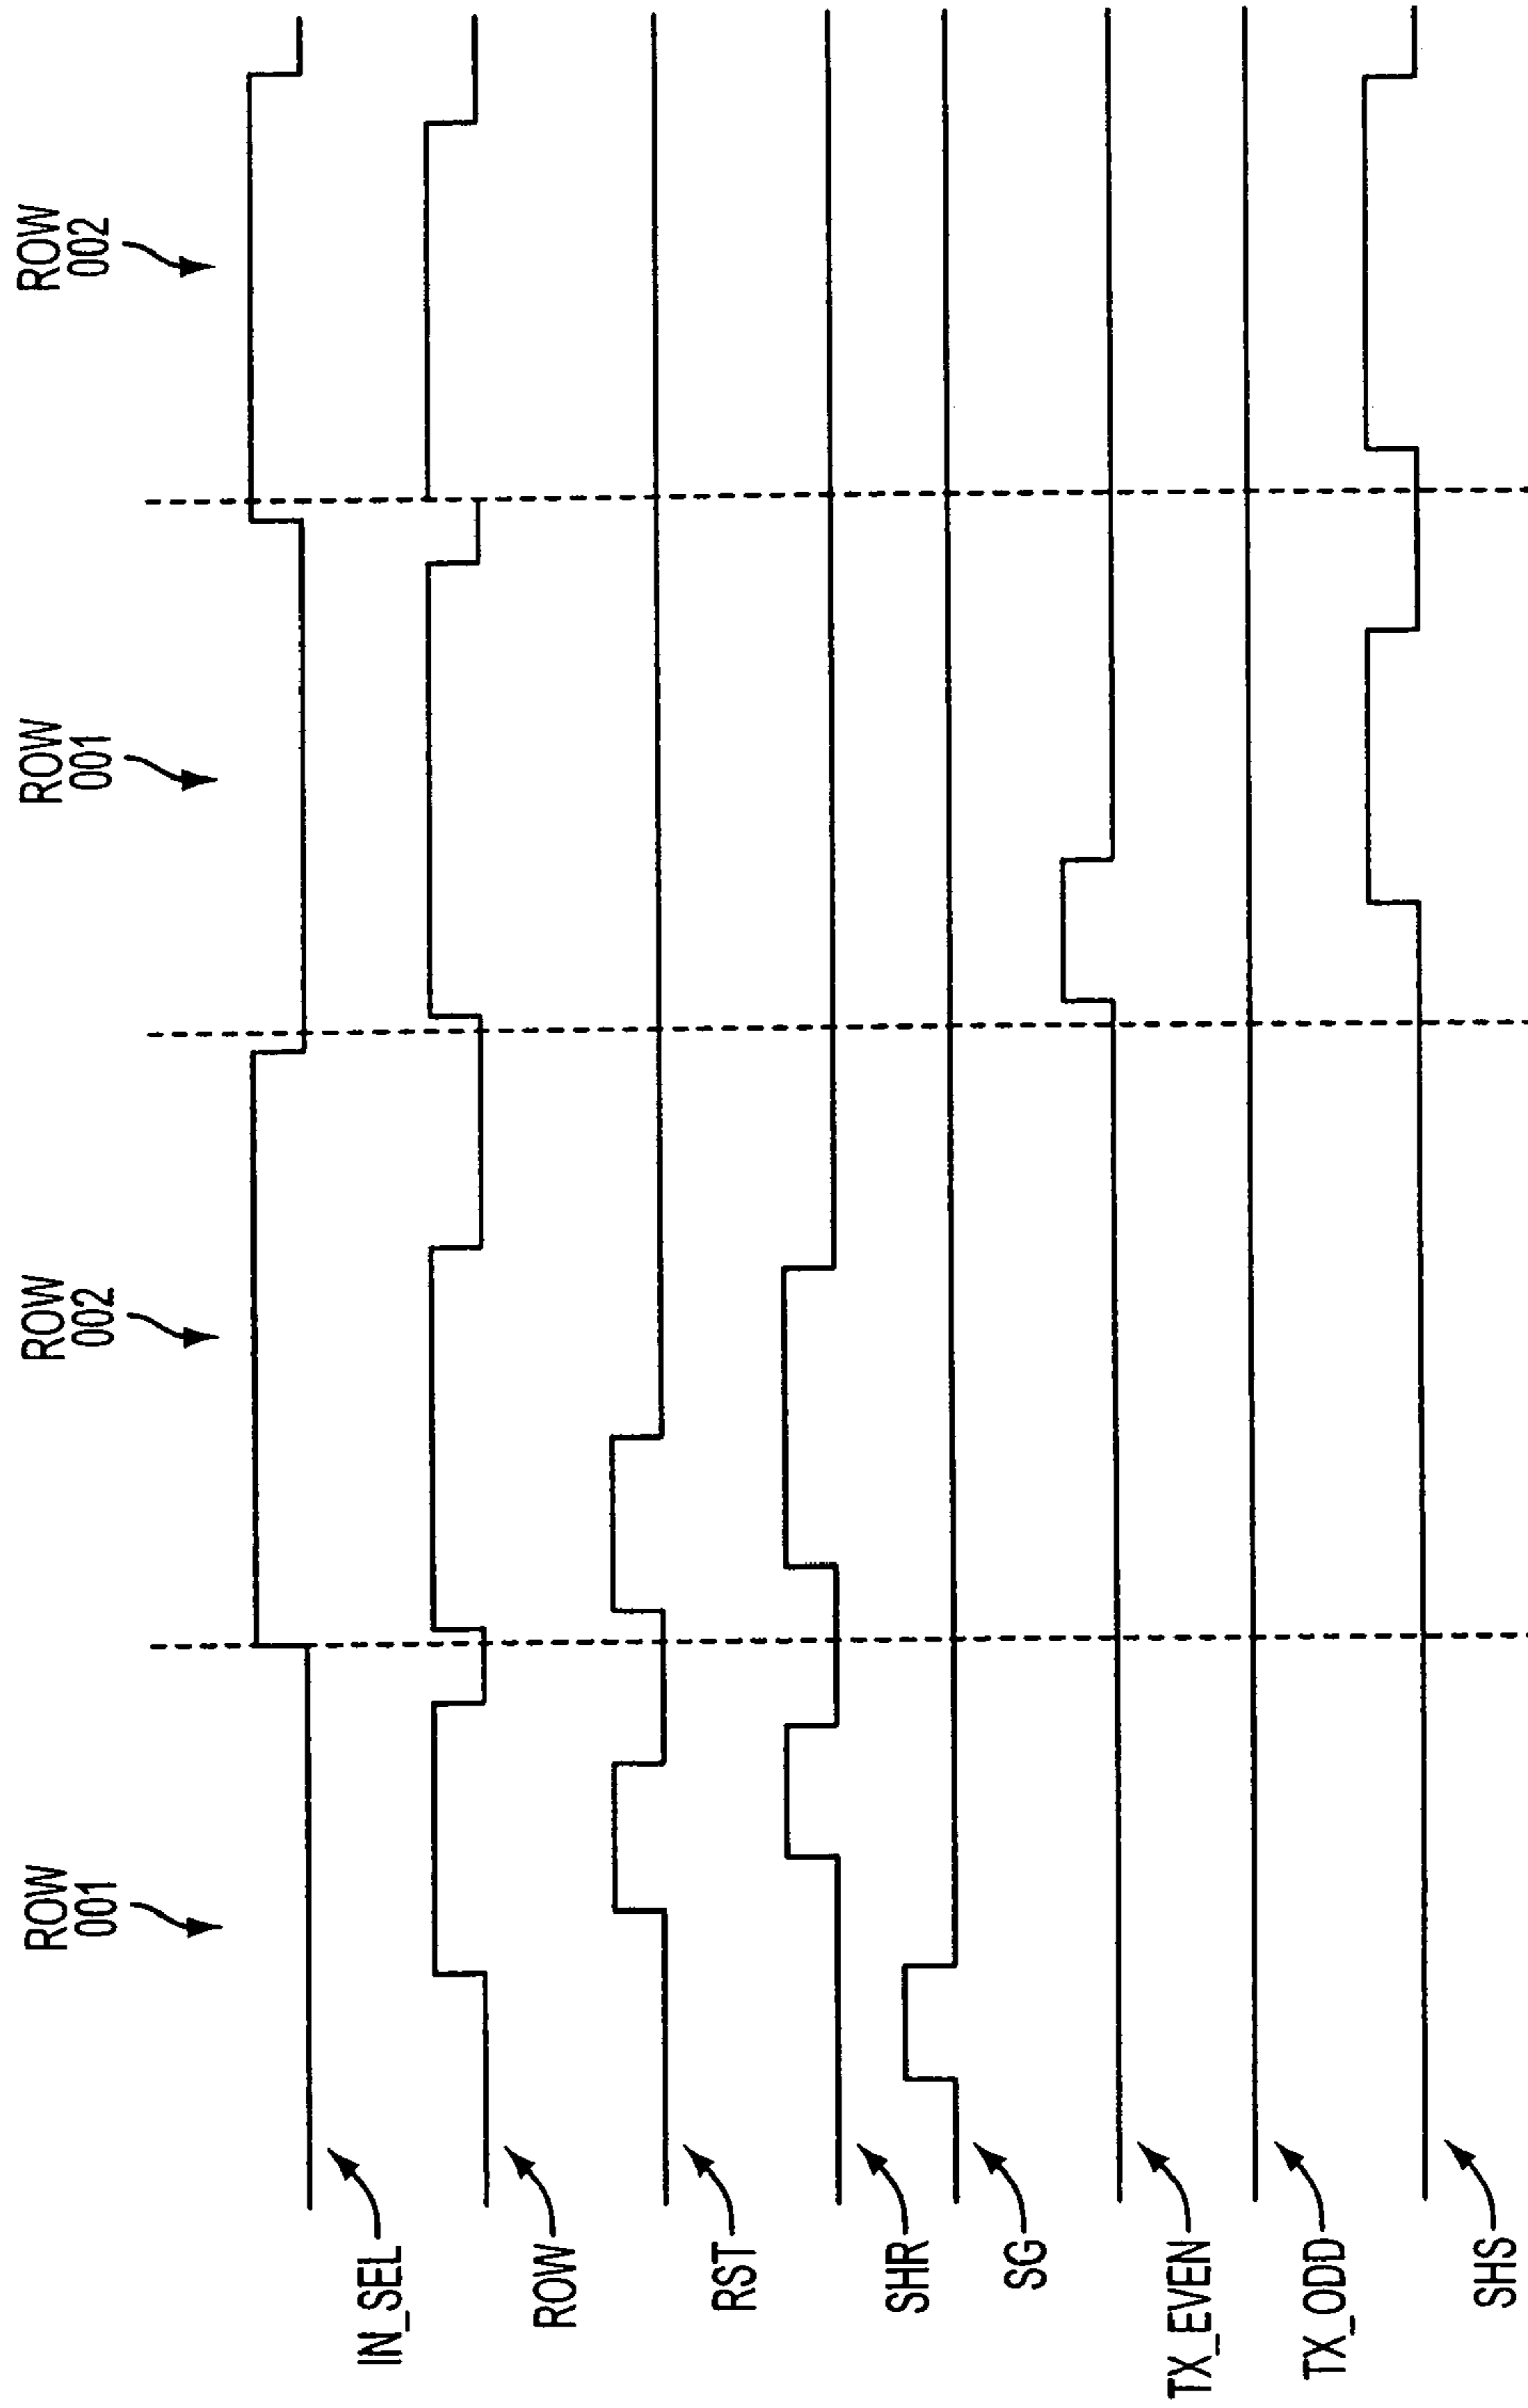 ROW
001
ROW
002
ROW
001
ROW
002
IN_SEL
ROW
RST
SHR
SG
TX_EVEN
TX_ODD
SHS